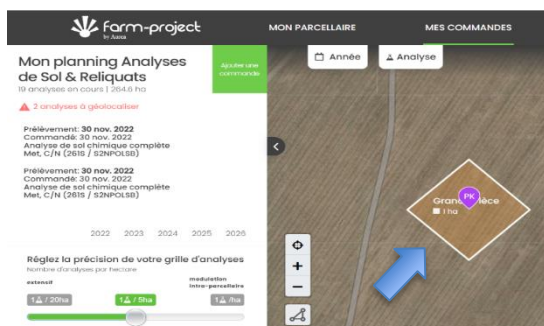 farm-project
by Aurea
MON PARCELLAIRE
MES COMMANDES
Mon planning Analyses
de Sol & Reliquats
19 analyses en cours | 264.6 ha
Ajouter une
commande
2 analyses à géolocaliser
Prélèvement: 30 nov. 2022
Commandé: 30 nov. 2022
Analyse de sol chimique complète
Met, C/N (261S / S2NPOLSB)
Prélèvement: 30 nov. 2022
Commandé: 30 nov. 2022
Analyse de sol chimique complète
Met, C/N (261S / S2NPOLSB)
2022 2023 2024 2025 2026
Réglez la précision de votre grille d'analyses
Nombre d'analyses par hectare
extensif
modulation
intra-parcellaire
1 / 20ha
1 / 5ha
1 /ha
Année
Analyse
PK
1 ha